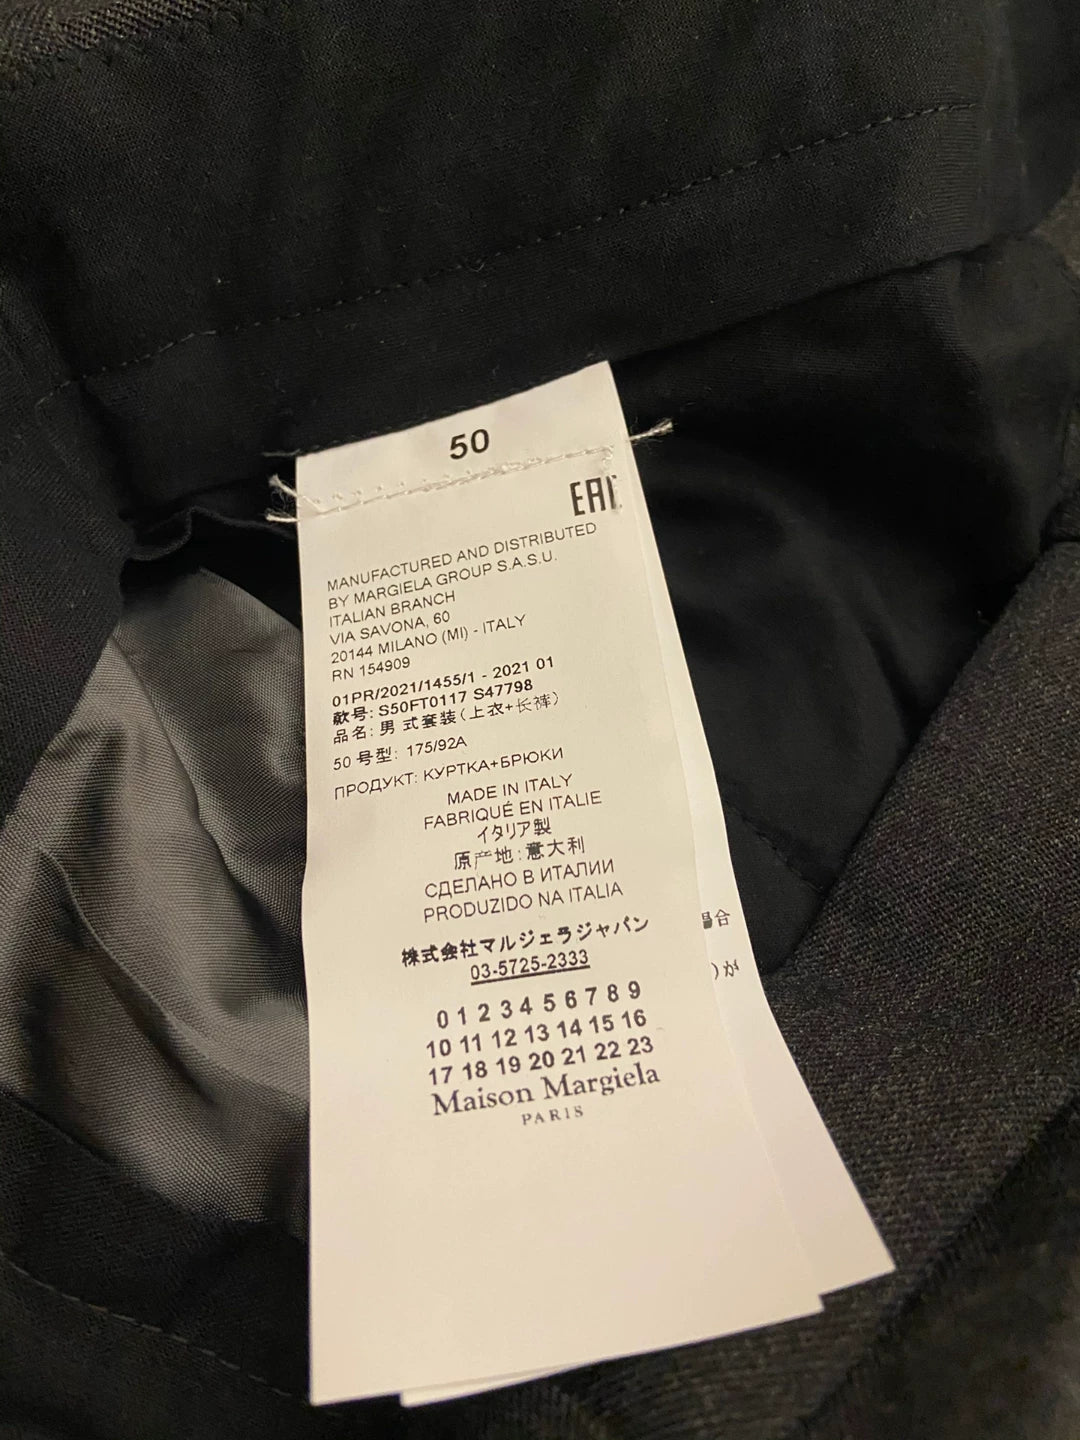 50
EAC
MANUFACTURED AND DISTRIBUTED
BY MARGIELA GROUP S.A.S.U.
ITALIAN BRANCH
VIA SAVONA, 60
20144 MILANO (MI) - ITALY
RN 154909
01PR/2021/1455/1 - 2021 01
款号: S50FT0117 S47798
品名: 男 式套装(上衣+长裤)
50 号型: 175/92A
ПРОДУКТ: КУРТКА+БРЮКИ
MADE IN ITALY
FABRIQUÉ EN ITALIE
イタリア製
原产地:意大利
СДЕЛАНО В ИТАЛИИ
PRODUZIDO NA ITALIA
株式会社マルジェラジャパン
03-5725-2333
0 1 2 3 4 5 6 7 8 9
10 11 12 13 14 15 16
17 18 19 20 21 22 23
Maison Margiela
PARIS
場合
)が